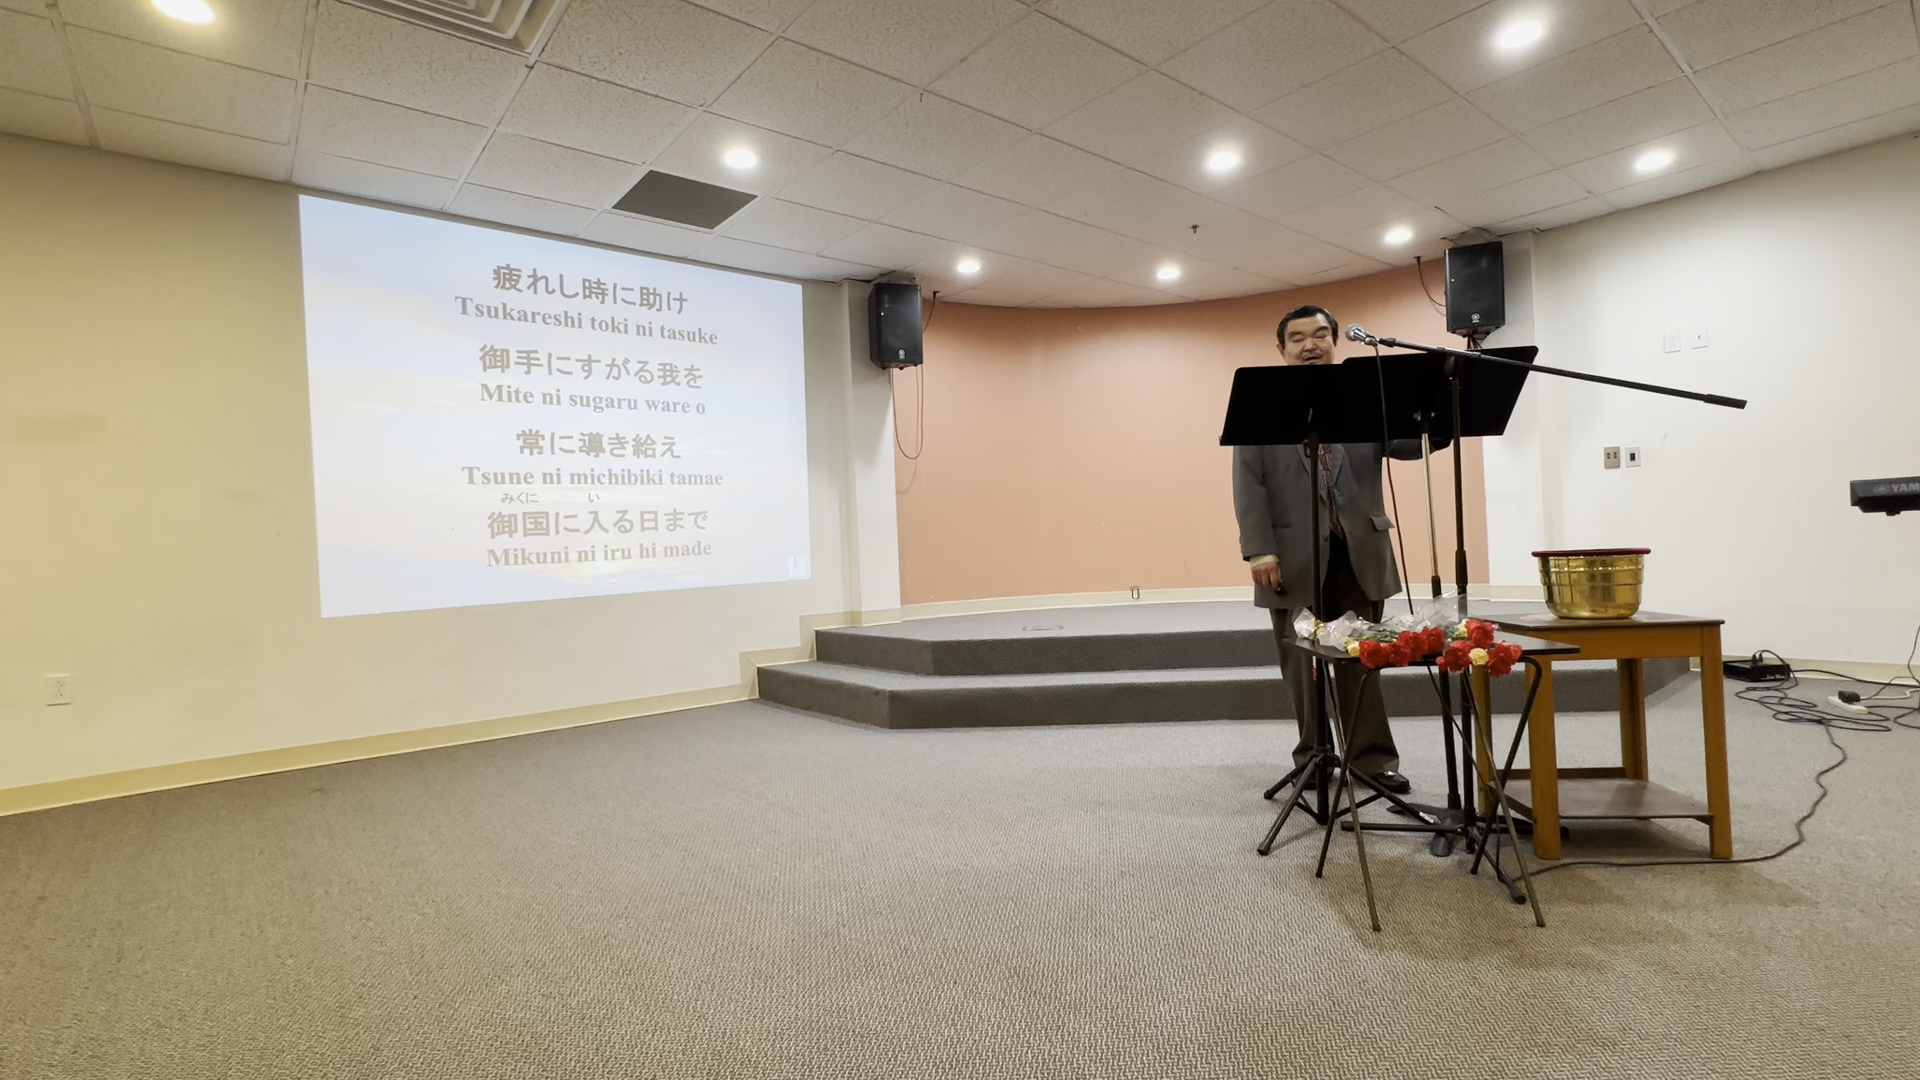 疲れし時に助け
Tsukareshi toki ni tasuke
御手にすがる我を
Mite ni sugaru ware o
常に導き給え
Tsune ni michibiki tamae
みくに い
御国に入る日まで
Mikuni ni iru hi made
YAM